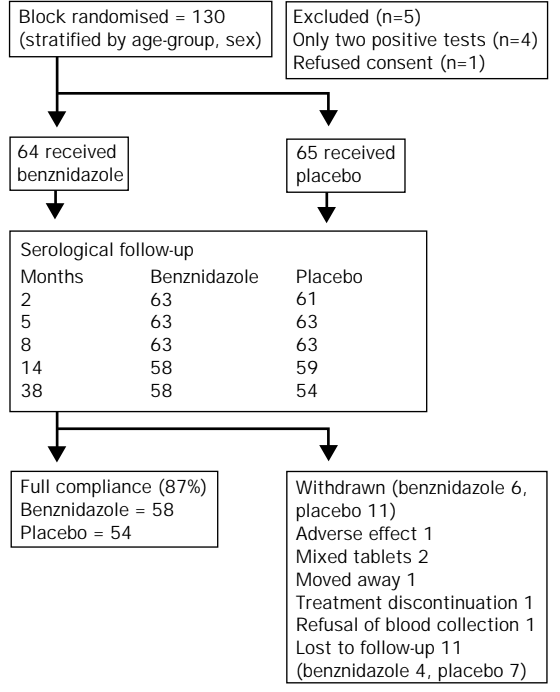 Block randomised = 130
(stratified by age-group, sex)
Excluded (n=5)
Only two positive tests (n=4)
Refused consent (n=1)
64 received
benznidazole
65 received
placebo
Serological follow-up
Months Benznidazole Placebo
2 63 61
5 63 63
8 63 63
14 58 59
38 58 54
Full compliance (87%)
Benznidazole = 58
Placebo = 54
Withdrawn (benznidazole 6,
placebo 11)
Adverse effect 1
Mixed tablets 2
Moved away 1
Treatment discontinuation 1
Refusal of blood collection 1
Lost to follow-up 11
(benznidazole 4, placebo 7)